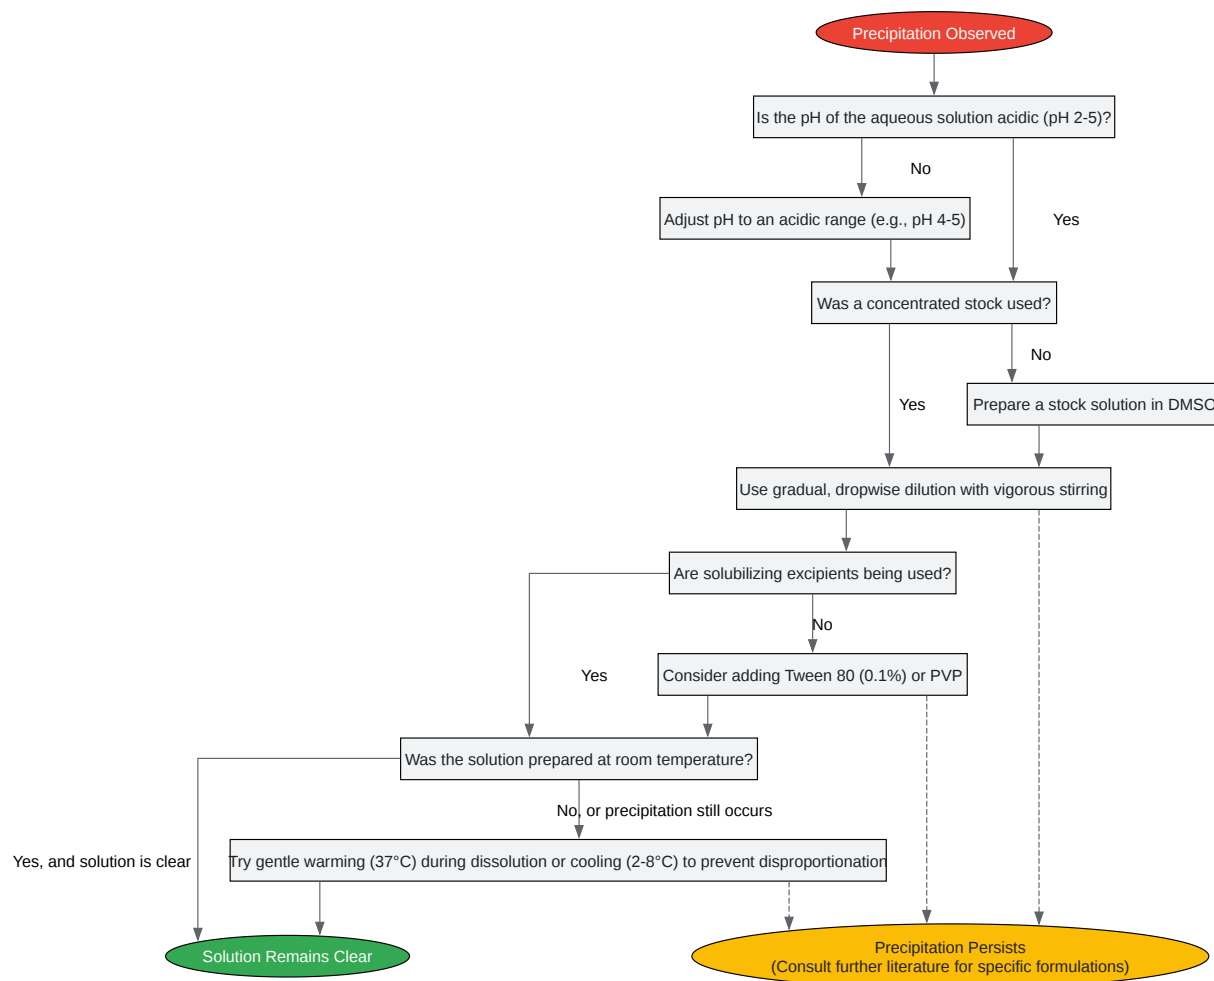 Precipitation Observed
Is the pH of the aqueous solution acidic (pH 2-5)?
No
Adjust pH to an acidic range (e.g., pH 4-5)
Yes
Was a concentrated stock used?
No
Yes
Prepare a stock solution in DMSO
Use gradual, dropwise dilution with vigorous stirring
Are solubilizing excipients being used?
No
Yes
Consider adding Tween 80 (0.1%) or PVP
Was the solution prepared at room temperature?
No, or precipitation still occurs
Yes, and solution is clear
Try gentle warming (37°C) during dissolution or cooling (2-8°C) to prevent disproportionation
Solution Remains Clear
Precipitation Persists
(Consult further literature for specific formulations)